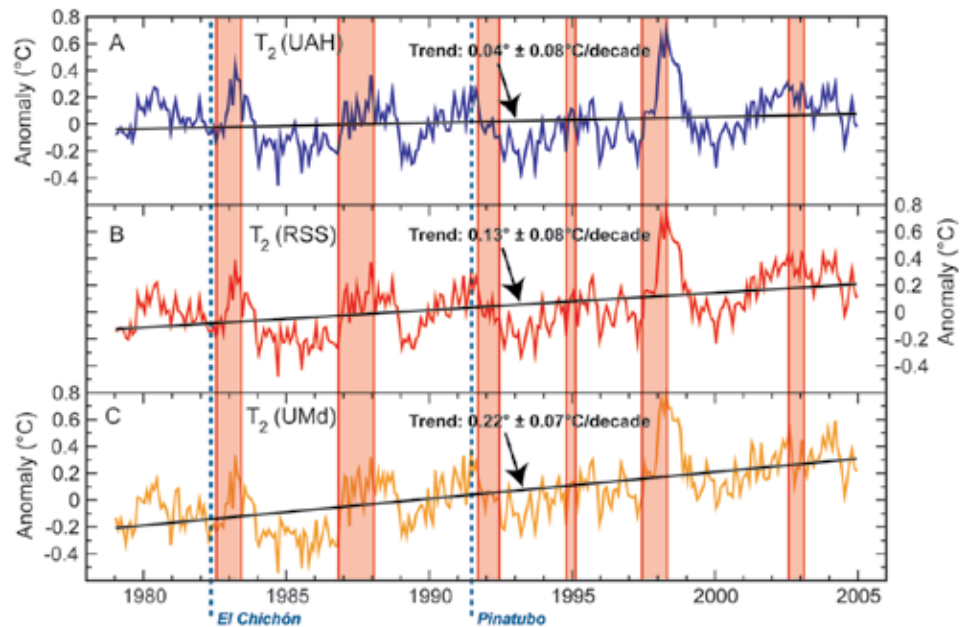 A
T2 (UAH)
Trend: 0.04° ± 0.08°C/decade
Anomaly (°C)
0.8
0.6
0.4
0.2
0
-0.2
-0.4
B
T2 (RSS)
Trend: 0.13° ± 0.08°C/decade
Anomaly (°C)
0.8
0.6
0.4
0.2
0
-0.2
-0.4
C
T2 (UMd)
Trend: 0.22° ± 0.07°C/decade
Anomaly (°C)
0.8
0.6
0.4
0.2
0
-0.2
-0.4
1980 1985 1990 1995 2000 2005
El Chichón Pinatubo